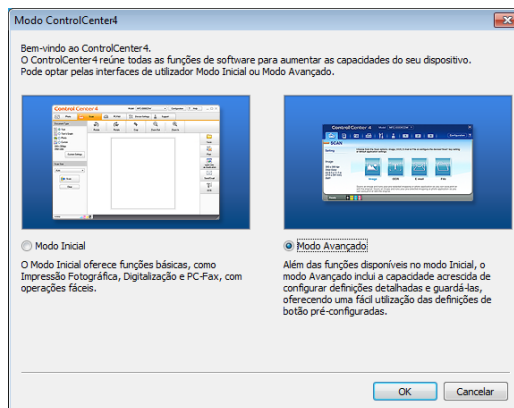 Modo ControlCenter4
Bem-vindo ao ControlCenter4.
O ControlCenter4 reúne todas as funções de software para aumentar as capacidades do seu dispositivo.
Pode optar pelas interfaces de utilizador Modo Inicial ou Modo Avançado.
ControlCenter 4
ControlCenter 4
SCAN
Modo Inicial
O Modo Inicial oferece funções básicas, como
Impressão Fotográfica, Digitalização e PC-Fax, com
operações fáceis.
Modo Avançado
Além das funções disponíveis no modo Inicial, o
modo Avançado inclui a capacidade acrescida de
configurar definições detalhadas e guardá-las,
oferecendo uma fácil utilização das definições de
botão pré-configuradas.
OK
Cancelar